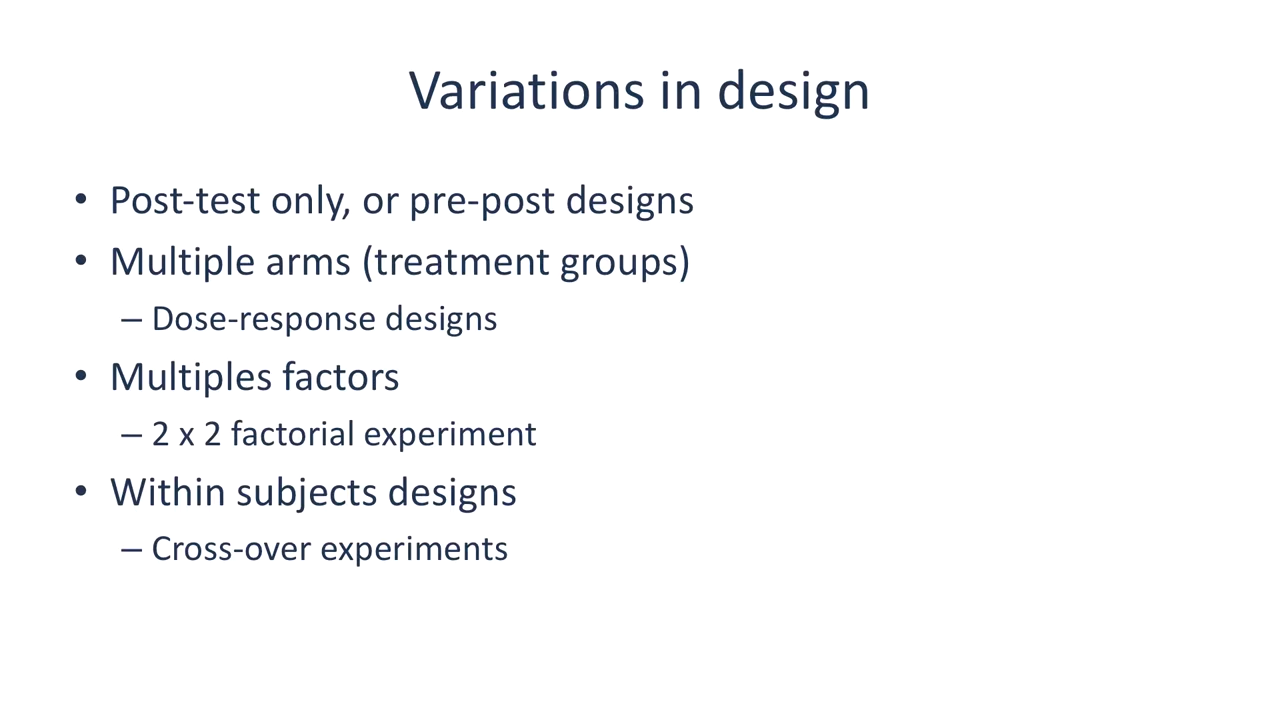 Variations in design
• Post-test only, or pre-post designs
• Multiple arms (treatment groups)
– Dose-response designs
• Multiples factors
– 2 x 2 factorial experiment
• Within subjects designs
– Cross-over experiments